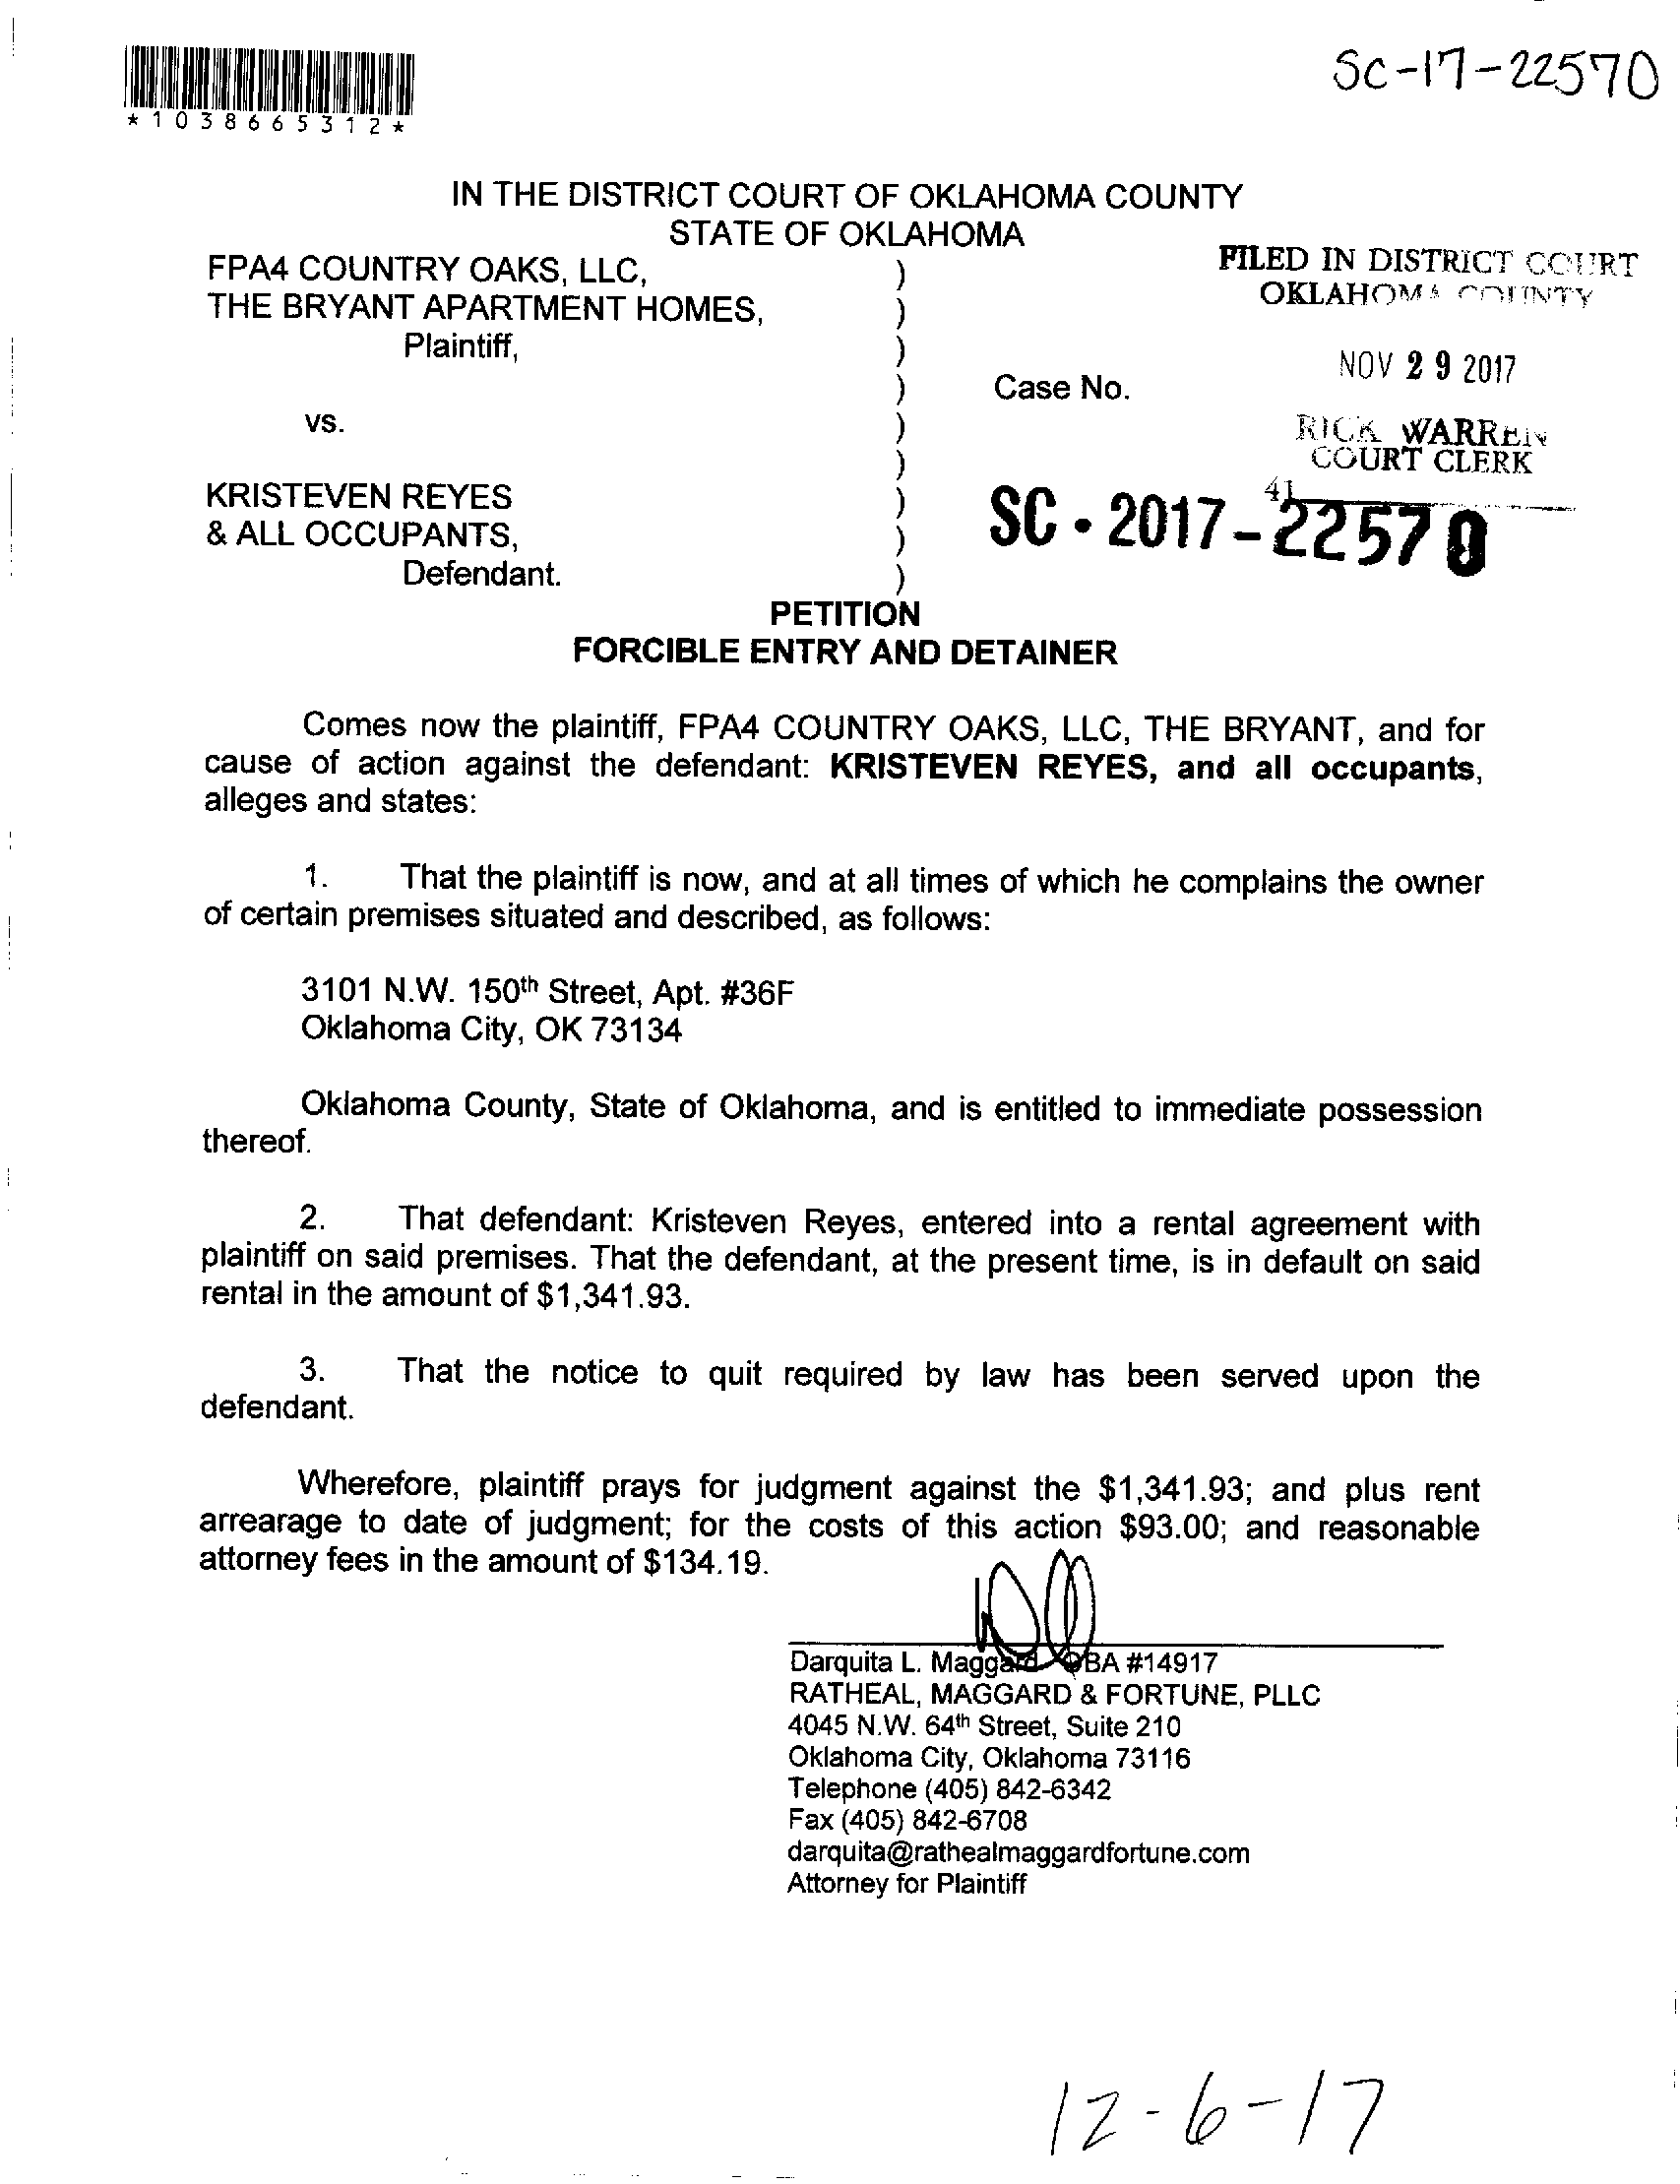 SC-17-22570
*1038665312*
IN THE DISTRICT COURT OF OKLAHOMA COUNTY
STATE OF OKLAHOMA
FPA4 COUNTRY OAKS, LLC, )
THE BRYANT APARTMENT HOMES, )
Plaintiff, )
) Case No.
vs. )
)
KRISTEVEN REYES )
& ALL OCCUPANTS, )
Defendant. )
FILED IN DISTRICT COURT
OKLAHOMA COUNTY
NOV 29 2017
RICK WARREN
COURT CLERK
41
SC-2017-22570
PETITION
FORCIBLE ENTRY AND DETAINER
Comes now the plaintiff, FPA4 COUNTRY OAKS, LLC, THE BRYANT, and for
cause of action against the defendant: KRISTEVEN REYES, and all occupants,
alleges and states:
1. That the plaintiff is now, and at all times of which he complains the owner
of certain premises situated and described, as follows:
3101 N.W. 150th Street, Apt. #36F
Oklahoma City, OK 73134
Oklahoma County, State of Oklahoma, and is entitled to immediate possession
thereof.
2. That defendant: Kristeven Reyes, entered into a rental agreement with
plaintiff on said premises. That the defendant, at the present time, is in default on said
rental in the amount of $1,341.93.
3. That the notice to quit required by law has been served upon the
defendant.
Wherefore, plaintiff prays for judgment against the $1,341.93; and plus rent
arrearage to date of judgment; for the costs of this action $93.00; and reasonable
attorney fees in the amount of $134.19.
Darquita L. Maggard OBA #14917
RATHEAL, MAGGARD & FORTUNE, PLLC
4045 N.W. 64th Street, Suite 210
Oklahoma City, Oklahoma 73116
Telephone (405) 842-6342
Fax (405) 842-6708
darquita@rathealmaggardfortune.com
Attorney for Plaintiff
12-6-17